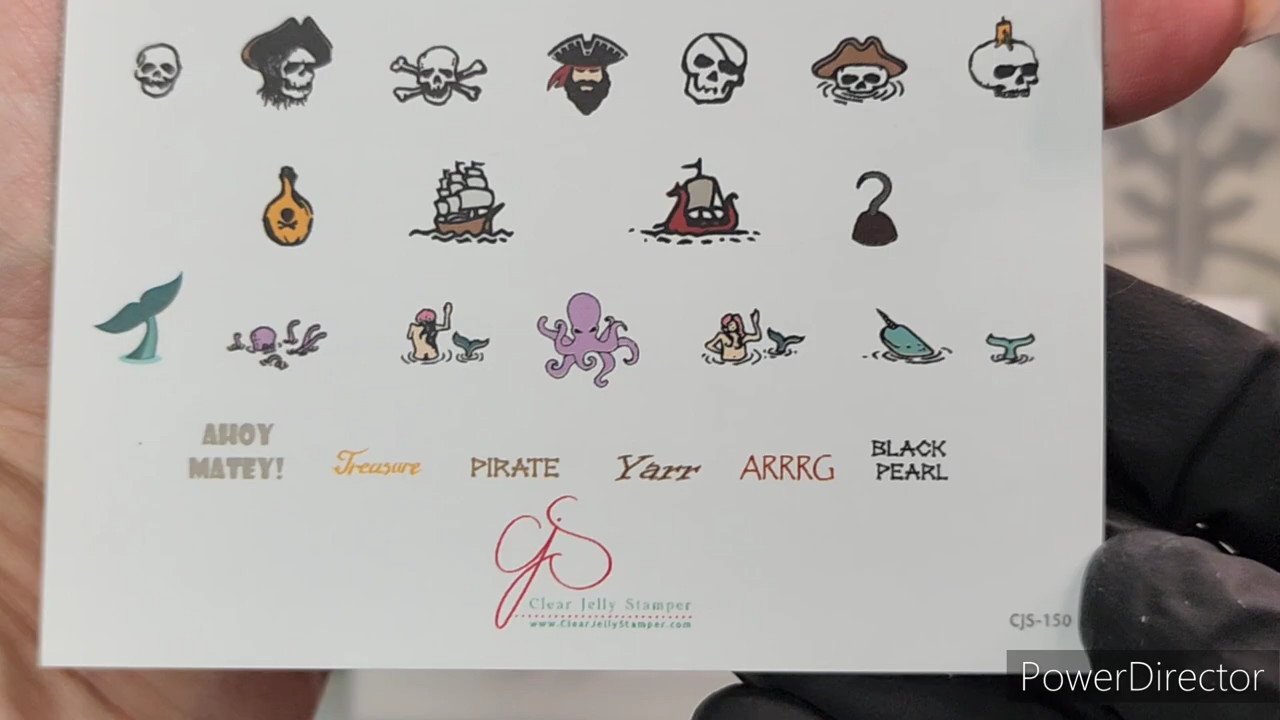 AHOY
MATEY!
Treasure
PIRATE
Yarr
ARRRG
BLACK
PEARL
CJS
Clear Jelly Stamper
www.ClearJellyStamper.com
CJS-150
PowerDirector